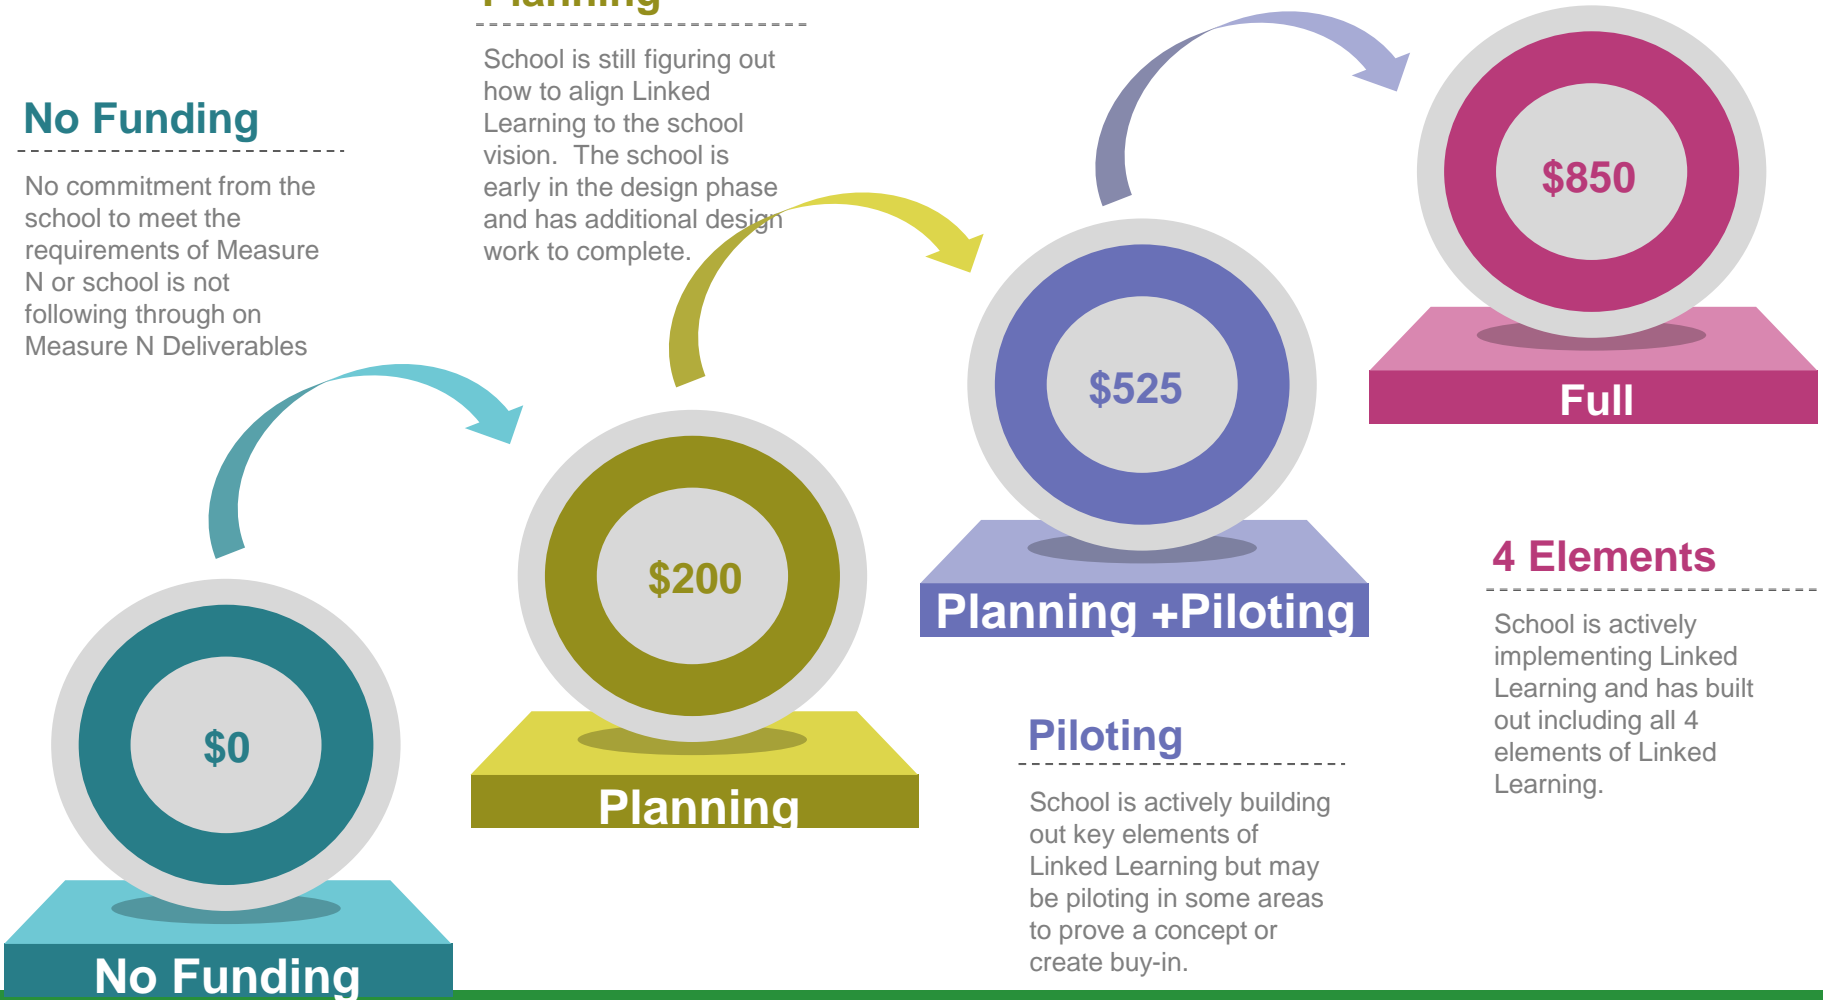 No Funding
No commitment from the
school to meet the
requirements of Measure
N or school is not
following through on
Measure N Deliverables
$0
No Funding
Planning
School is still figuring out
how to align Linked
Learning to the school
vision.  The school is
early in the design phase
and has additional design
work to complete.
$200
Planning
$525
Planning +Piloting
Piloting
School is actively building
out key elements of
Linked Learning but may
be piloting in some areas
to prove a concept or
create buy-in.
$850
Full
4 Elements
School is actively
implementing Linked
Learning and has built
out including all 4
elements of Linked
Learning.